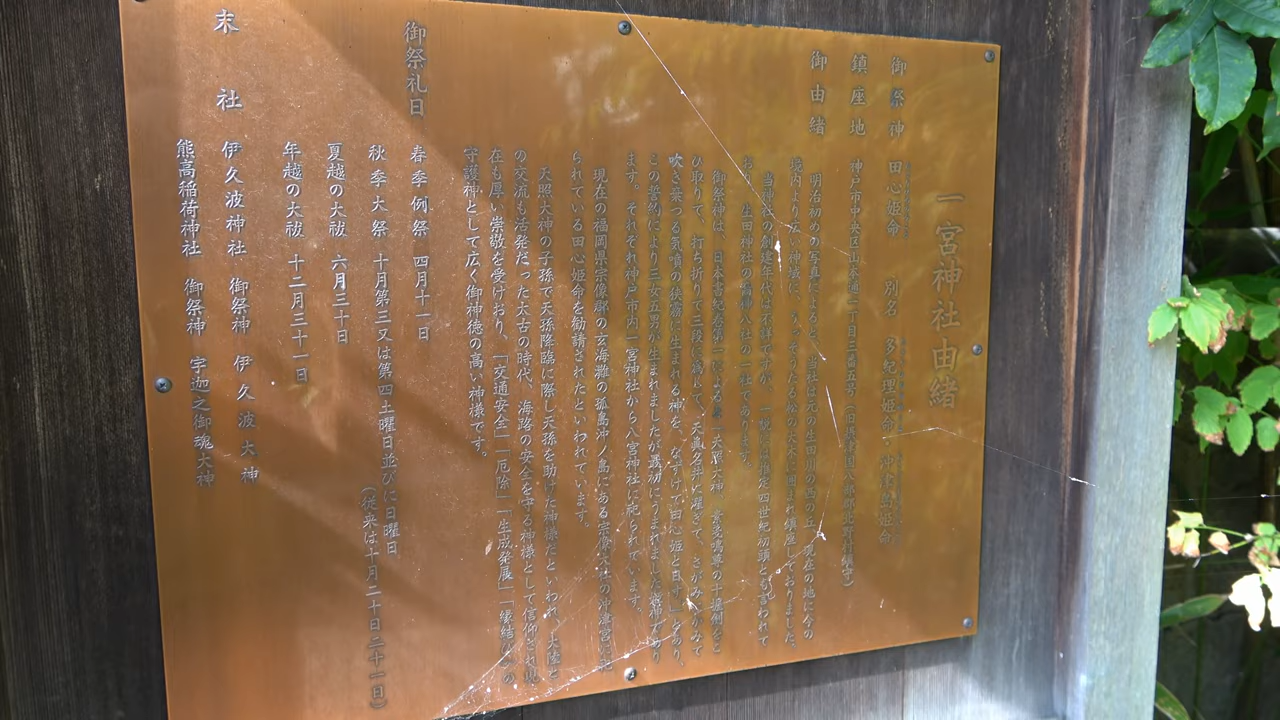 一宮神社由緒
御祭神 田心姫命 別名 多紀理姫命 沖津島姫命
鎮座地 神戸市中央区山本通一丁目三番五号
御由緒
明治初めの写真によると、当社は元の生田川の西の丘、現在の地に今の
境内より広い神域に、うっそうたる松の大木に囲まれ鎮座しておりました。
当神社の創建年代は不詳ですが、一説には推定四世紀初頭とも言われて
おり、生田神社の裔神八社の一社であります。
御祭神は、日本書紀巻第一による と「天照大神、素戔嗚尊の十握剣をと
ひ取りて、打ち折りて三段に為して、天眞名井に濯ぎて、さがみにかみて
吹き棄つる気噴の狭霧に生まれる神を、なづけて田心姫と曰す。」とあり、
この誓約により三女五男が生まれましたが最初にうまれました姫神であり
ます。それぞれ神戸市内一宮神社から八宮神社に祀られています。
現在の福岡県宗像郡の玄海灘の孤島沖ノ島にある宗像大社の沖津宮に祀
られている田心姫命を勧請されたといわれています。
天照大神の子孫で天孫降臨に際し天孫を助けた神様だといわれ、大陸と
の交流も活発だった太古の時代、海路の安全を守る神様として信仰され現
在も厚い崇敬を受けおり、「交通安全」「厄除」「生成発展」「縁結び」の
守護神として広く御神徳の高い神様です。
御祭礼日 春季例祭 四月十一日
秋季大祭 十月第三又は第四土曜日並びに日曜日
(従来は十月二十日二十一日)
夏越の大祓 六月三十日
年越の大祓 十二月三十一日
末社 伊久波神社 御祭神 伊久波大神
熊高稲荷神社 御祭神 宇迦之御魂大神